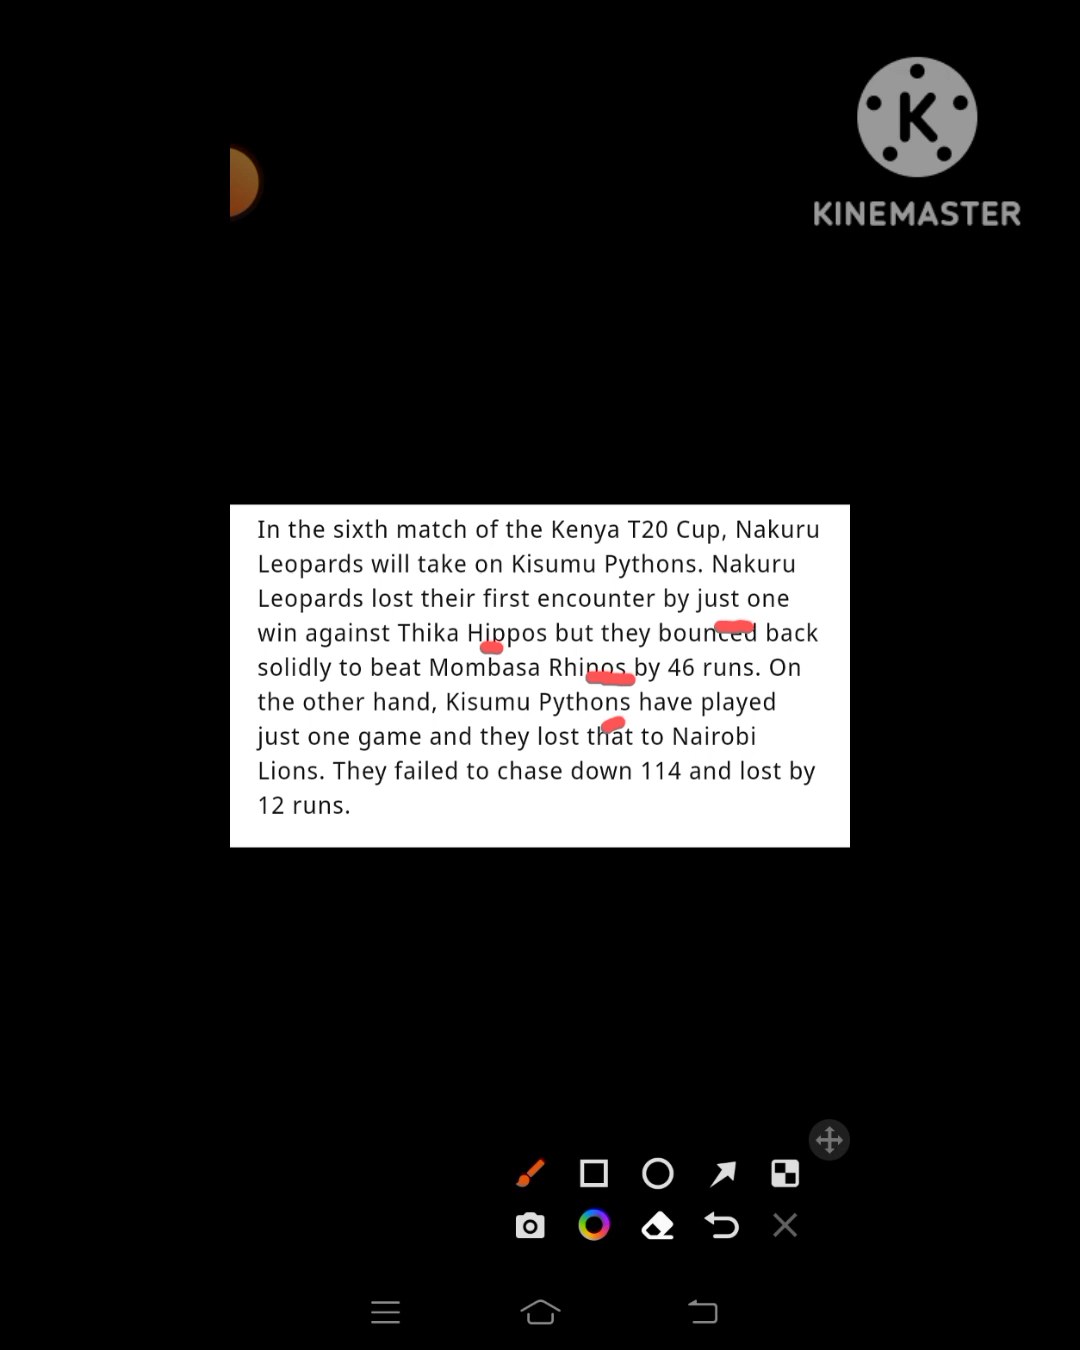 KINEMASTER
In the sixth match of the Kenya T20 Cup, Nakuru
Leopards will take on Kisumu Pythons. Nakuru
Leopards lost their first encounter by just one
win against Thika Hippos but they bounced back
solidly to beat Mombasa Rhinos by 46 runs. On
the other hand, Kisumu Pythons have played
just one game and they lost that to Nairobi
Lions. They failed to chase down 114 and lost by
12 runs.